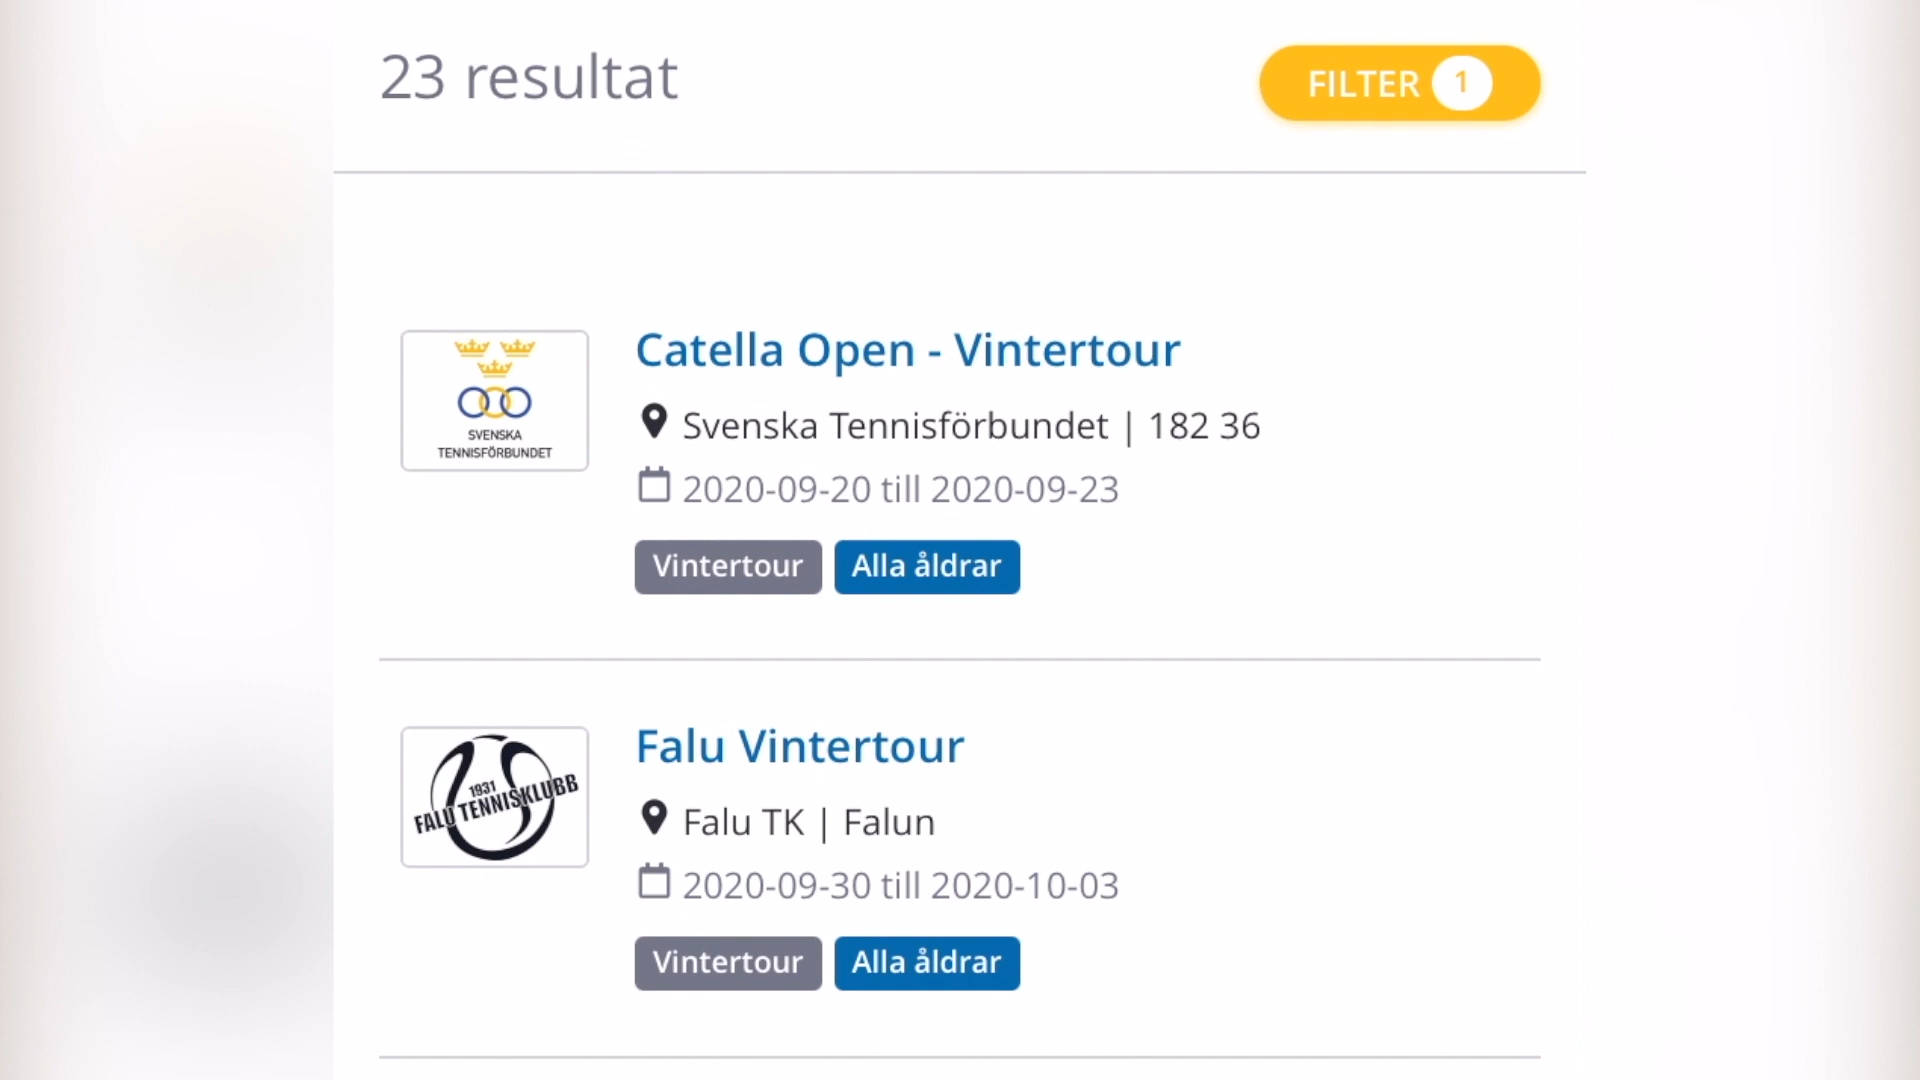 23 resultat
FILTER 1
SVENSKA
TENNISFÖRBUNDET
Catella Open - Vintertour
Svenska Tennisförbundet | 182 36
2020-09-20 till 2020-09-23
Vintertour Alla åldrar
1931
FALU TENNISKLUBB
Falu Vintertour
Falu TK | Falun
2020-09-30 till 2020-10-03
Vintertour Alla åldrar